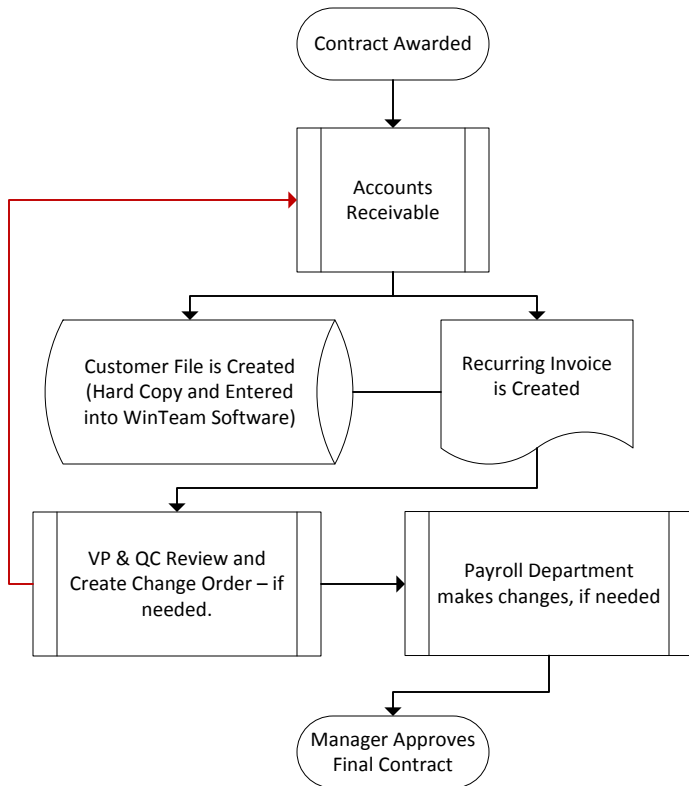 Contract Awarded
Accounts
Receivable
Customer File is Created
(Hard Copy and Entered
into WinTeam Software)
Recurring Invoice
is Created
VP & QC Review and
Create Change Order – if
needed.
Payroll Department
makes changes, if needed
Manager Approves
Final Contract